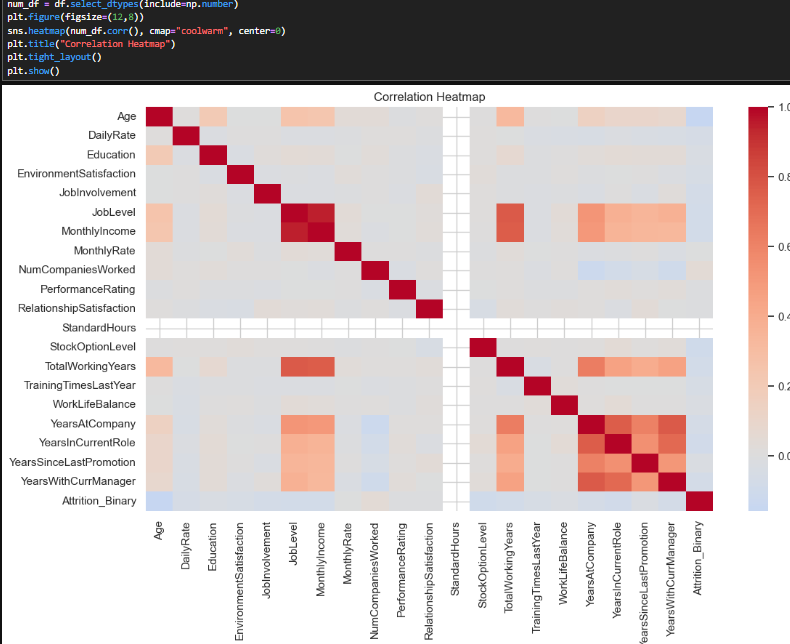 num_df = df.select_dtypes(include=np.number)
plt.figure(figsize=(12,8))
sns.heatmap(num_df.corr(), cmap="coolwarm", center=0)
plt.title("Correlation Heatmap")
plt.tight_layout()
plt.show()
Correlation Heatmap
Age
DailyRate
Education
EnvironmentSatisfaction
JobInvolvement
JobLevel
MonthlyIncome
MonthlyRate
NumCompaniesWorked
PerformanceRating
RelationshipSatisfaction
StandardHours
StockOptionLevel
TotalWorkingYears
TrainingTimesLastYear
WorkLifeBalance
YearsAtCompany
YearsInCurrentRole
YearsSinceLastPromotion
YearsWithCurrManager
Attrition_Binary
Age
DailyRate
Education
EnvironmentSatisfaction
JobInvolvement
JobLevel
MonthlyIncome
MonthlyRate
NumCompaniesWorked
PerformanceRating
RelationshipSatisfaction
StandardHours
StockOptionLevel
TotalWorkingYears
TrainingTimesLastYear
WorkLifeBalance
YearsAtCompany
YearsInCurrentRole
earsSinceLastPromotion
YearsWithCurrManager
Attrition_Binary
1.0
0.8
0.6
0.4
0.2
0.0